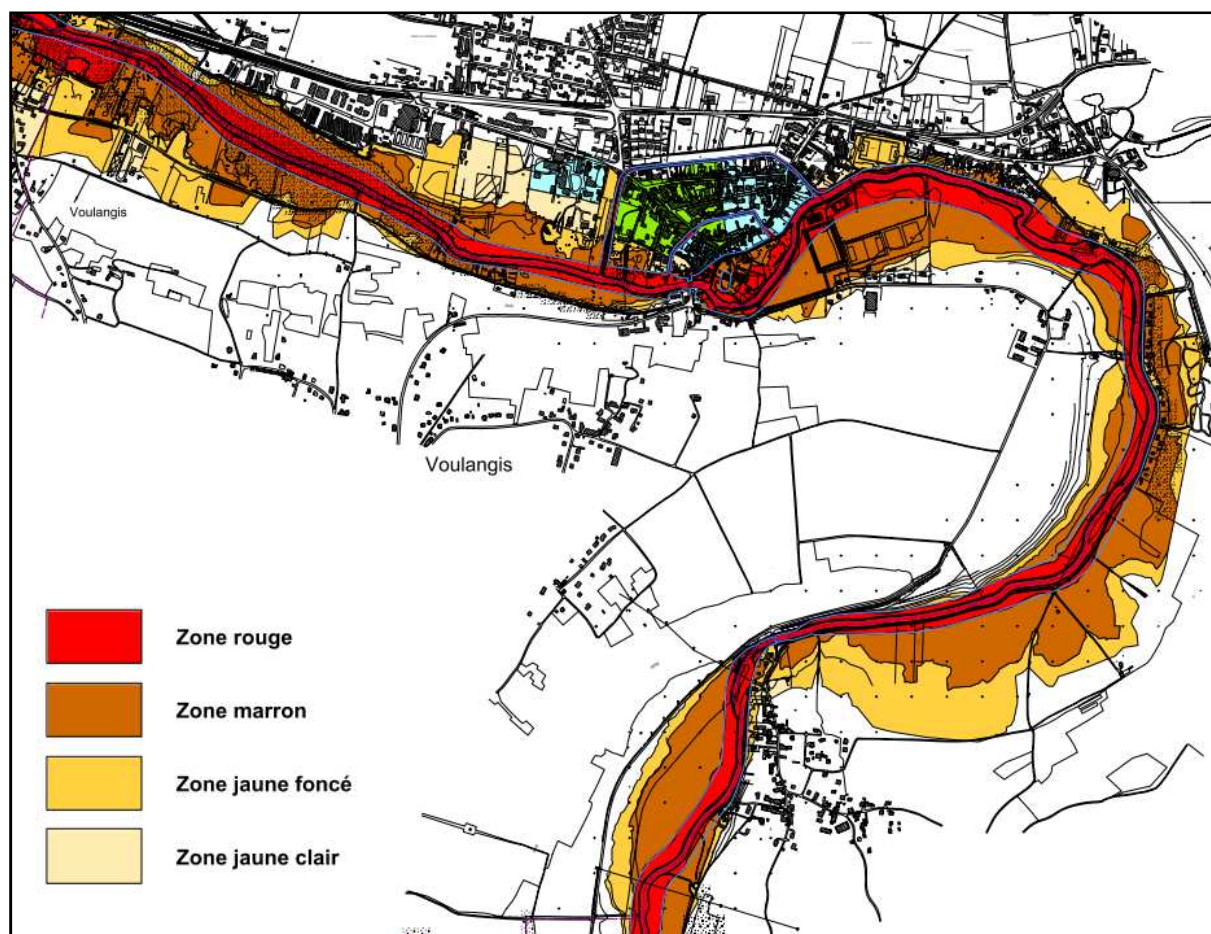 Voulangis
Voulangis
Zone rouge
Zone marron
Zone jaune foncé
Zone jaune clair